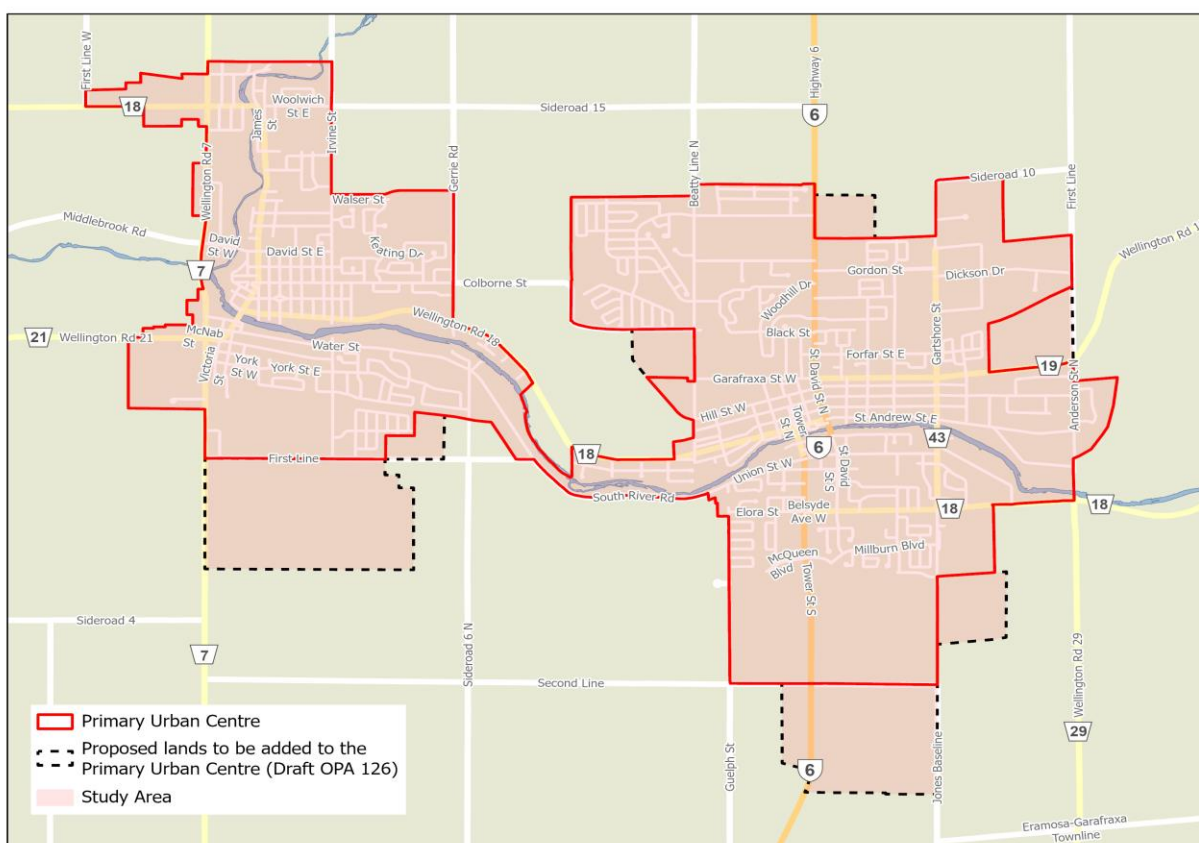 First Line W
18
Woolwich
St E
James
St
Irvine St
Sideroad 15
Highway 6
6
Gerrie Rd
Beatty Line N
Sideroad 10
First Line
Wellington Rd 7
Walser St
Middlebrook Rd
David
St W
David St E
Keating Dr
7
Colborne St
Gordon St
Dickson Dr
Wellington Rd 1
Woodhill Dr
Black St
Gartshore St
21
Wellington Rd 21
McNab
St
Water St
Wellington Rd 18
Victoria
St
York
St W
York St E
St David St N
Forfar St E
19
Garafraxa St W
Anderson St N
Hill St W
Tower
St N
St Andrew St E
43
6
First Line
18
Union St W
St David
St S
South River Rd
Elora St
Belsyde
Ave W
18
18
McQueen
Blvd
Millburn Blvd
Tower St S
Sideroad 4
7
Sideroad 6 N
Second Line
Wellington Rd 29
29
Guelph St
6
Jones Baseline
Eramosa-Garafraxa
Townline
Primary Urban Centre
Proposed lands to be added to the
Primary Urban Centre (Draft OPA 126)
Study Area